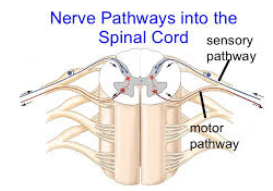 Nerve Pathways into the
Spinal Cord
sensory
pathway
motor
pathway